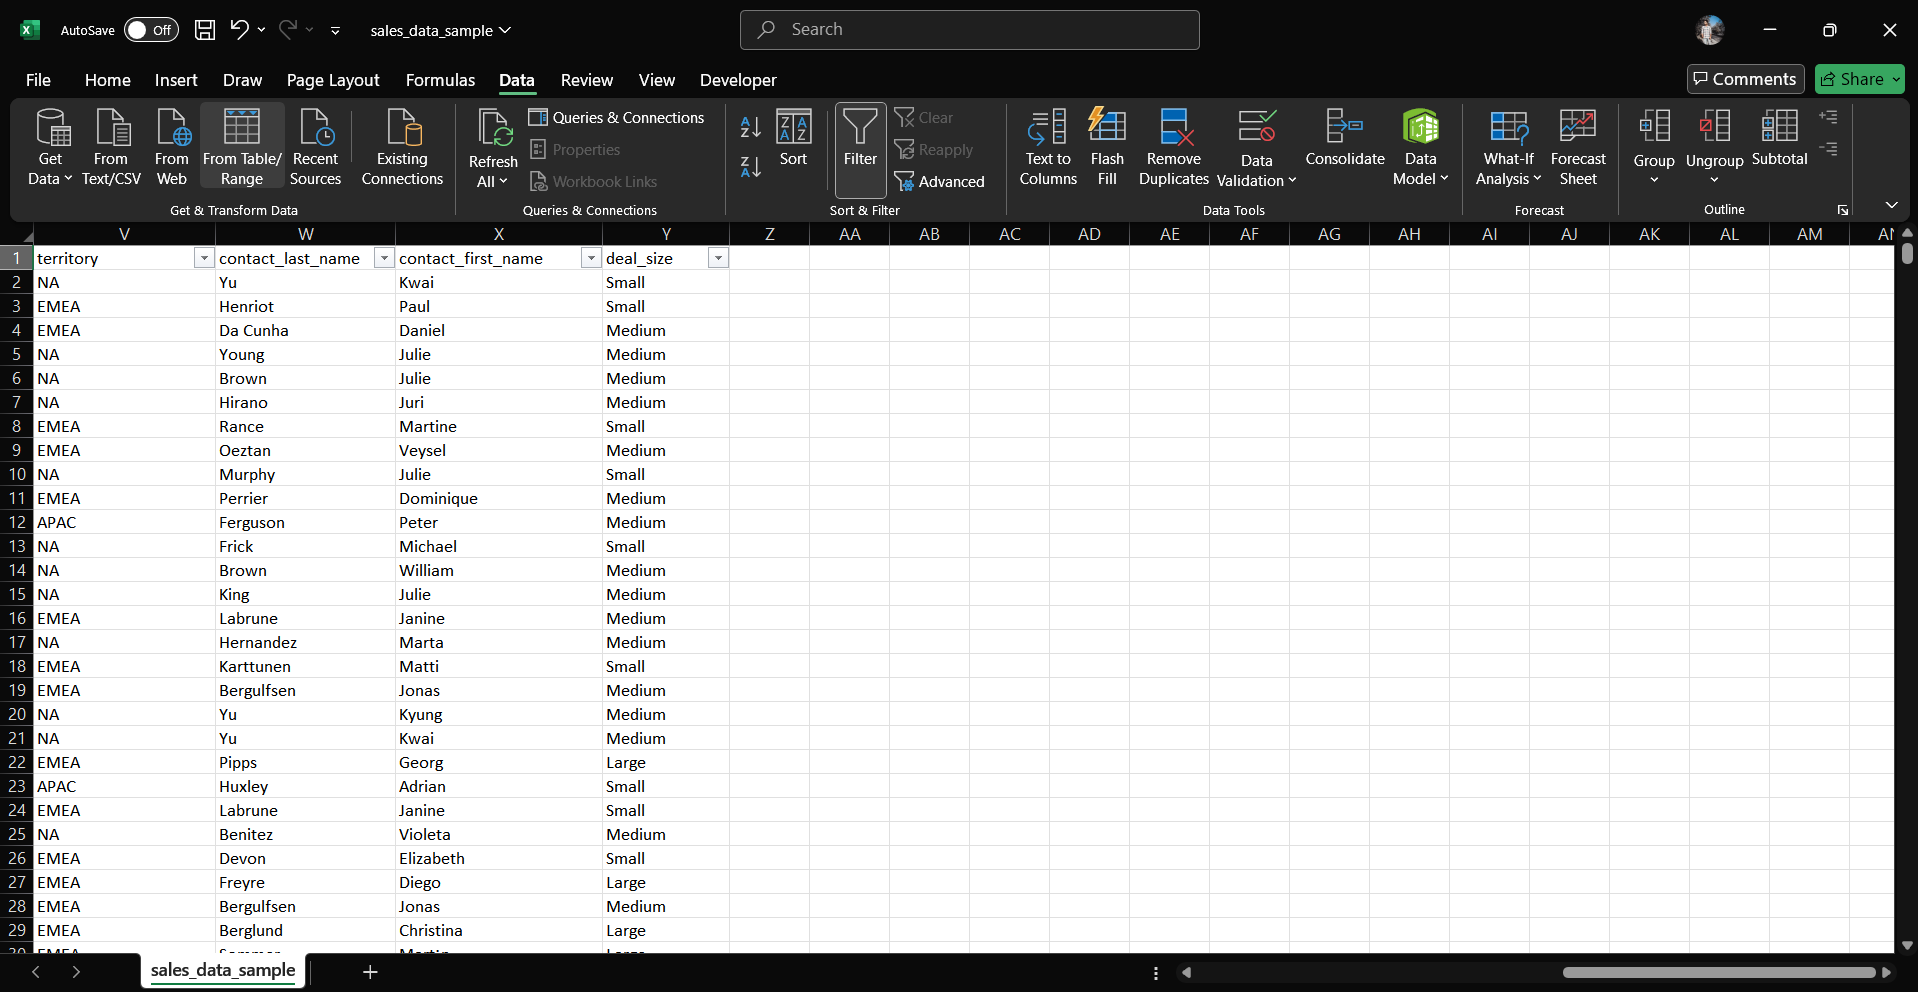 AutoSave Off sales_data_sample Search
File Home Insert Draw Page Layout Formulas Data Review View Developer Comments Share
Get Data From Text/CSV From Web From Table/ Range Recent Sources Existing Connections
Get & Transform Data
Refresh All Queries & Connections Properties Workbook Links
Queries & Connections
Sort Filter Clear Reapply Advanced
Sort & Filter
Text to Columns Flash Fill Remove Duplicates Data Validation Consolidate Data Model
Data Tools
What-If Analysis Forecast Sheet
Forecast
Group Ungroup Subtotal
Outline
V W X Y Z AA AB AC AD AE AF AG AH AI AJ AK AL AM
1 territory contact_last_name contact_first_name deal_size
2 NA Yu Kwai Small
3 EMEA Henriot Paul Small
4 EMEA Da Cunha Daniel Medium
5 NA Young Julie Medium
6 NA Brown Julie Medium
7 NA Hirano Juri Medium
8 EMEA Rance Martine Small
9 EMEA Oeztan Veysel Medium
10 NA Murphy Julie Small
11 EMEA Perrier Dominique Medium
12 APAC Ferguson Peter Medium
13 NA Frick Michael Small
14 NA Brown William Medium
15 NA King Julie Medium
16 EMEA Labrune Janine Medium
17 NA Hernandez Marta Medium
18 EMEA Karttunen Matti Small
19 EMEA Bergulfsen Jonas Medium
20 NA Yu Kyung Medium
21 NA Yu Kwai Medium
22 EMEA Pipps Georg Large
23 APAC Huxley Adrian Small
24 EMEA Labrune Janine Small
25 NA Benitez Violeta Medium
26 EMEA Devon Elizabeth Small
27 EMEA Freyre Diego Large
28 EMEA Bergulfsen Jonas Medium
29 EMEA Berglund Christina Large
sales_data_sample